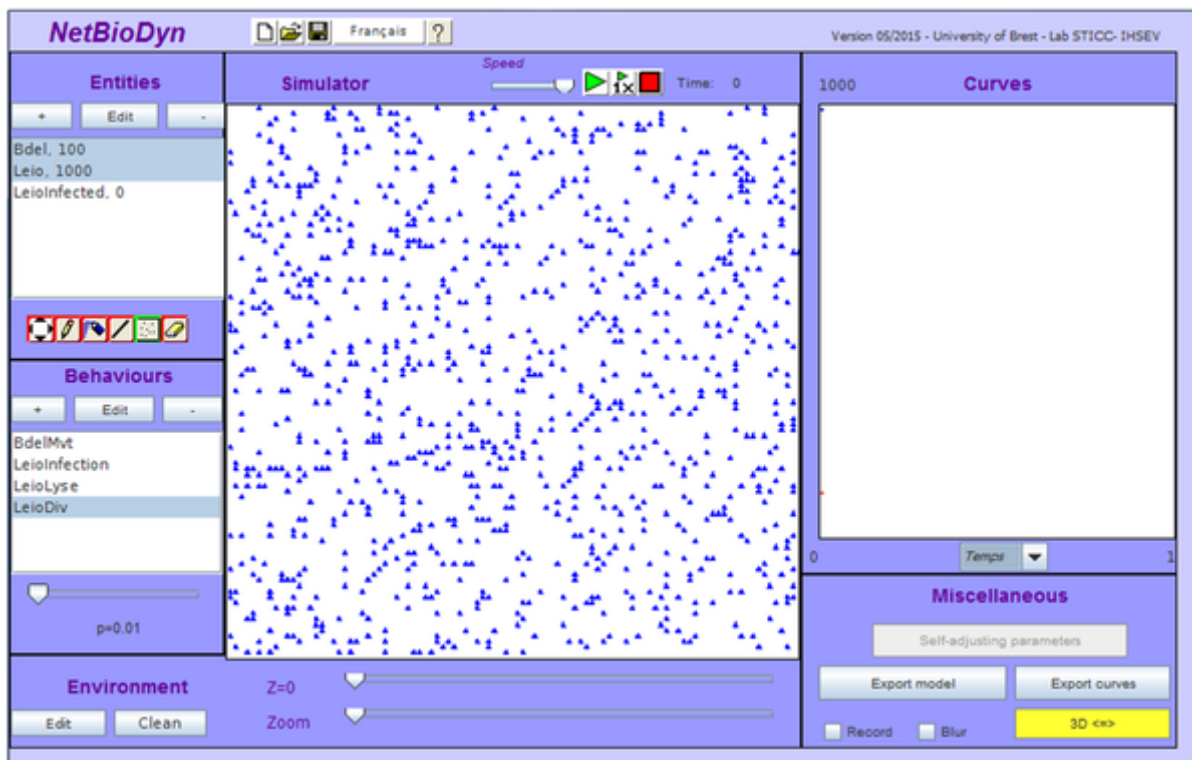 NetBioDyn
Français
?
Version 05/2015 - University of Brest - Lab STICC- IHSEV
Entities
+ Edit -
Bdel, 100
Leio, 1000
LeioInfected, 0
Behaviours
+ Edit -
BdelMvt
LeioInfection
LeioLyse
LeioDiv
p=0.01
Environment
Edit Clean
Simulator
Speed
1x
Time: 0
Z=0
Zoom
1000 Curves
0 Temps 1
Miscellaneous
Self-adjusting parameters
Export model Export curves
Record Blur 3D <=>